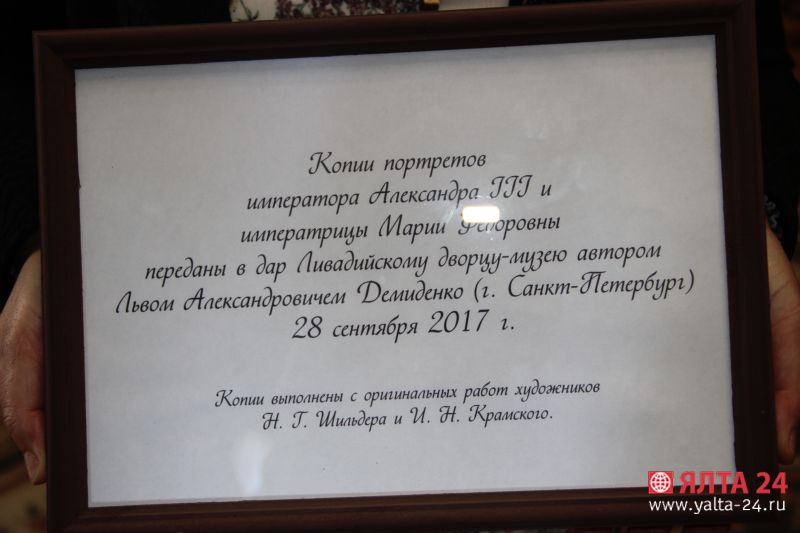 Копии портретов
императора Александра III и
императрицы Марии Федоровны
переданы в дар Ливадийскому дворцу-музею автором
Львом Александровичем Демиденко (г. Санкт-Петербург)
28 сентября 2017 г.
Копии выполнены с оригинальных работ художников
Н. Г. Шильдера и И. Н. Крамского.
ЯЛТА 24
www.yalta-24.ru